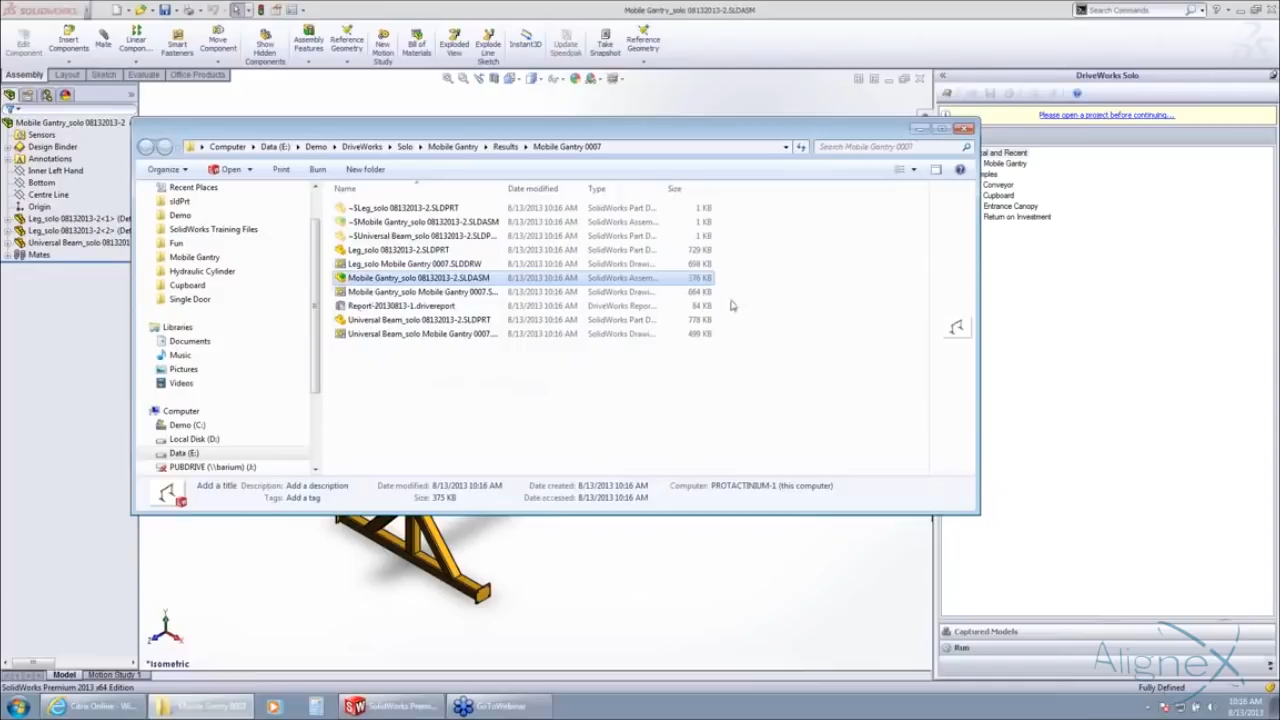 SOLIDWORKS
Mobile Gantry_solo 08132013-2.SLDASM
Search Commands
Edit Component
Insert Components
Mate
Linear Compon...
Smart Fasteners
Move Component
Show Hidden Components
Assembly Features
Reference Geometry
New Motion Study
Bill of Materials
Exploded View
Explode Line Sketch
Instant3D
Update Speedpak
Take Snapshot
Reference Geometry
Assembly Layout Sketch Evaluate Office Products
DriveWorks Solo
Please open a project before continuing...
Mobile Gantry_solo 08132013-2
Sensors
Design Binder
Annotations
Inner Left Hand
Bottom
Centre Line
Origin
Leg_solo 08132013-2<1> (De
Leg_solo 08132013-2<2> (De
Universal Beam_solo 0813201
Mates
Computer Data (E:) Demo DriveWorks Solo Mobile Gantry Results Mobile Gantry 0007
Search Mobile Gantry 0007
Organize Open Print Burn New folder
Recent Places
sldPrt
Demo
SolidWorks Training Files
Fun
Mobile Gantry
Hydraulic Cylinder
Cupboard
Single Door
Libraries
Documents
Music
Pictures
Videos
Computer
Demo (C:)
Local Disk (D:)
Data (E:)
PUBDRIVE (\\barium) (J:)
Name Date modified Type Size
~$Leg_solo 08132013-2.SLDPRT 8/13/2013 10:16 AM SolidWorks Part D... 1 KB
~$Mobile Gantry_solo 08132013-2.SLDASM 8/13/2013 10:16 AM SolidWorks Assem... 1 KB
~$Universal Beam_solo 08132013-2.SLDP... 8/13/2013 10:16 AM SolidWorks Part D... 1 KB
Leg_solo 08132013-2.SLDPRT 8/13/2013 10:16 AM SolidWorks Part D... 729 KB
Leg_solo Mobile Gantry 0007.SLDDRW 8/13/2013 10:16 AM SolidWorks Drawi... 698 KB
Mobile Gantry_solo 08132013-2.SLDASM 8/13/2013 10:16 AM SolidWorks Assem... 376 KB
Mobile Gantry_solo Mobile Gantry 0007.S... 8/13/2013 10:16 AM SolidWorks Drawi... 664 KB
Report-20130813-1.drivereport 8/13/2013 10:16 AM DriveWorks Repor... 84 KB
Universal Beam_solo 08132013-2.SLDPRT 8/13/2013 10:16 AM SolidWorks Part D... 778 KB
Universal Beam_solo Mobile Gantry 0007.... 8/13/2013 10:16 AM SolidWorks Drawi... 499 KB
Add a title Description: Add a description Date modified: 8/13/2013 10:16 AM Date created: 8/13/2013 10:16 AM Computer: PROTACTINIUM-1 (this computer)
Tags: Add a tag Size: 375 KB Date accessed: 8/13/2013 10:16 AM
al and Recent
Mobile Gantry
mples
Conveyor
Cupboard
Entrance Canopy
Return on Investment
Captured Models
Run
AligneX
*Isometric
Model Motion Study 1
SolidWorks Premium 2013 x64 Edition
Fully Defined
Citrix Online - Wi...
Mobile Gantry 0007
SolidWorks Premi...
GoToWebinar
10:16 AM
8/13/2013